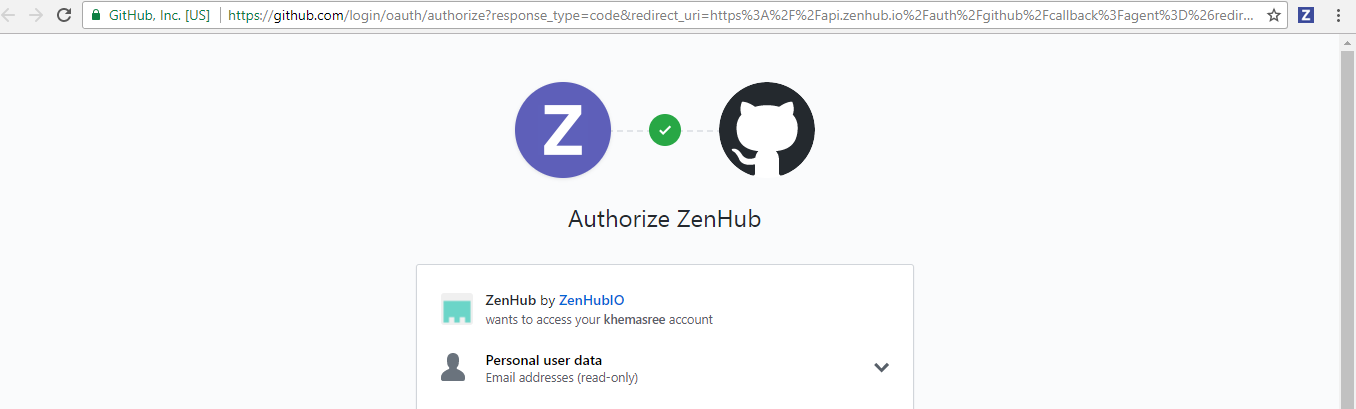 GitHub, Inc. [US] https://github.com/login/oauth/authorize?response_type=code&redirect_uri=https%3A%2F%2Fapi.zenhub.io%2Fauth%2Fgithub%2Fcallback%3Fagent%3D%26redir... Z
Z
Authorize ZenHub
ZenHub by ZenHubIO
wants to access your khemasree account
Personal user data
Email addresses (read-only)